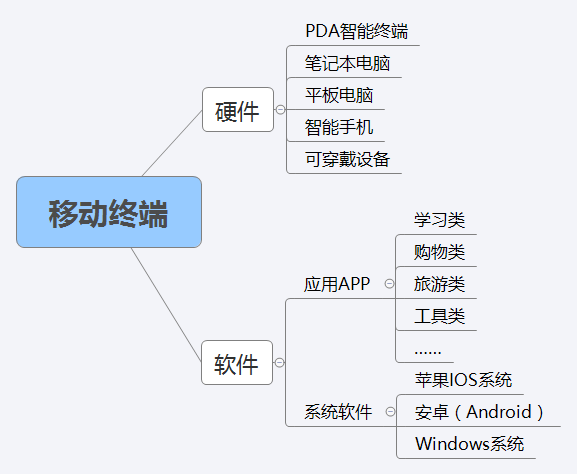 移动终端
硬件
PDA智能终端
笔记本电脑
平板电脑
智能手机
可穿戴设备
软件
应用APP
学习类
购物类
旅游类
工具类
……
系统软件
苹果IOS系统
安卓（Android）
Windows系统